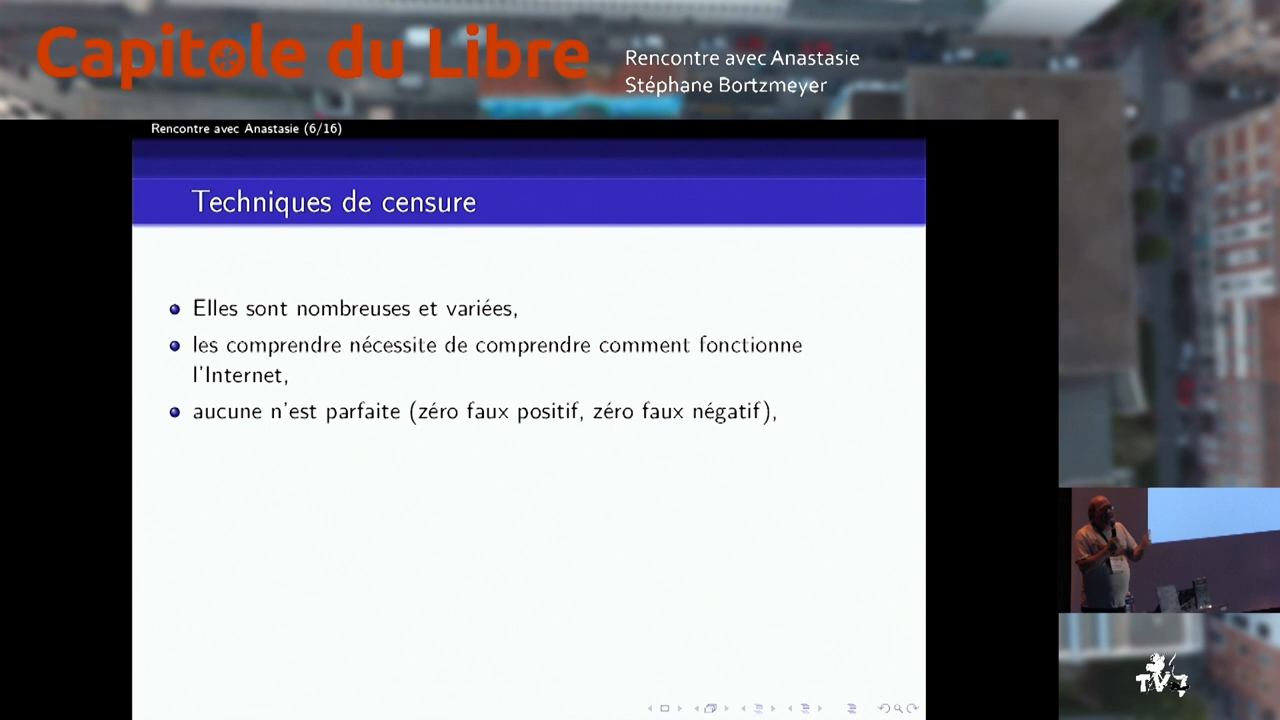 Capitole du Libre
Rencontre avec Anastasie
Stéphane Bortzmeyer
Rencontre avec Anastasie (6/16)
Techniques de censure
Elles sont nombreuses et variées,
les comprendre nécessite de comprendre comment fonctionne
l'Internet,
aucune n'est parfaite (zéro faux positif, zéro faux négatif),
TV7